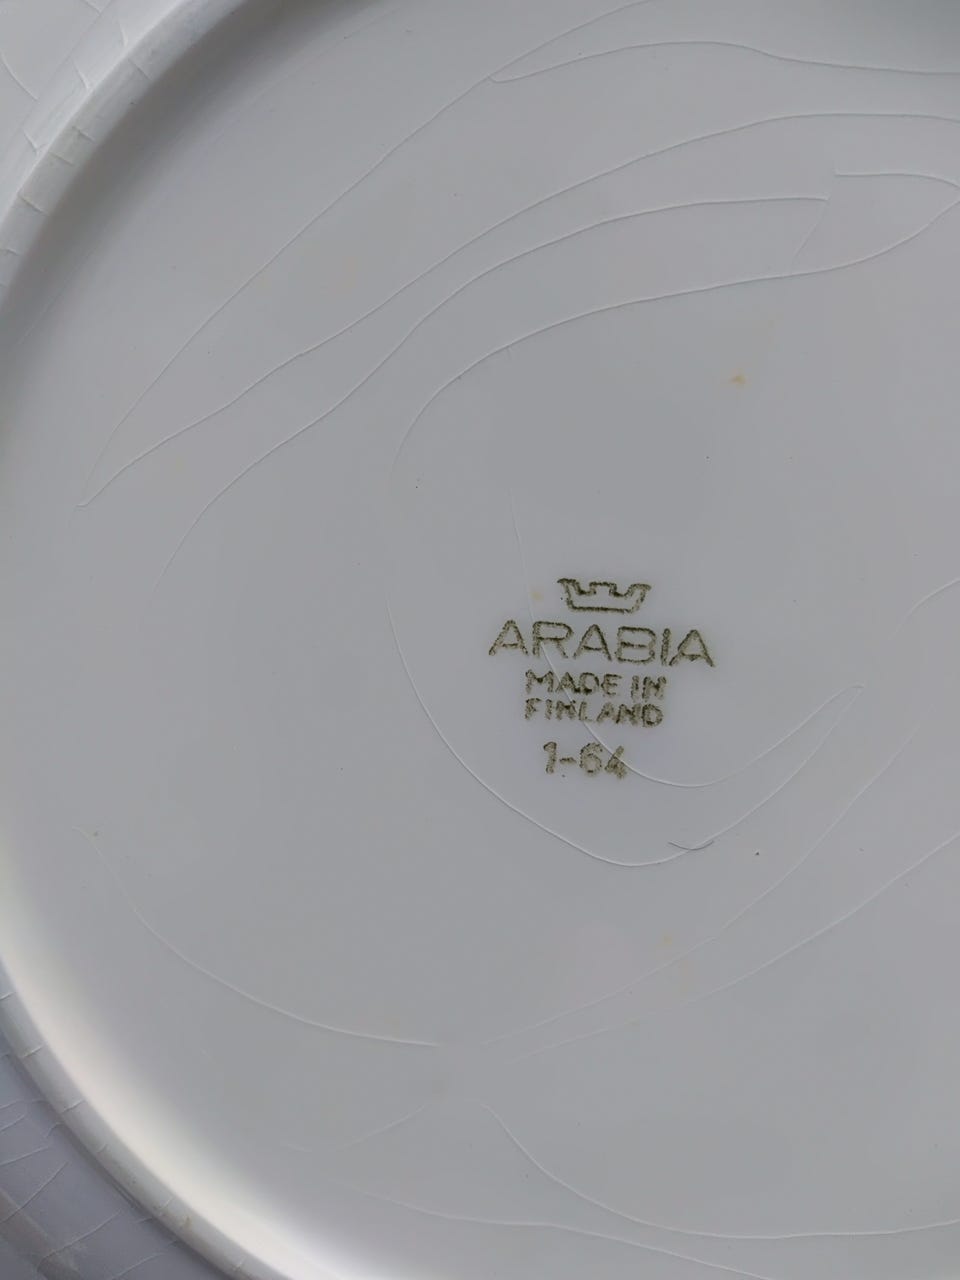 ARABIA
MADE IN
FINLAND
1-64